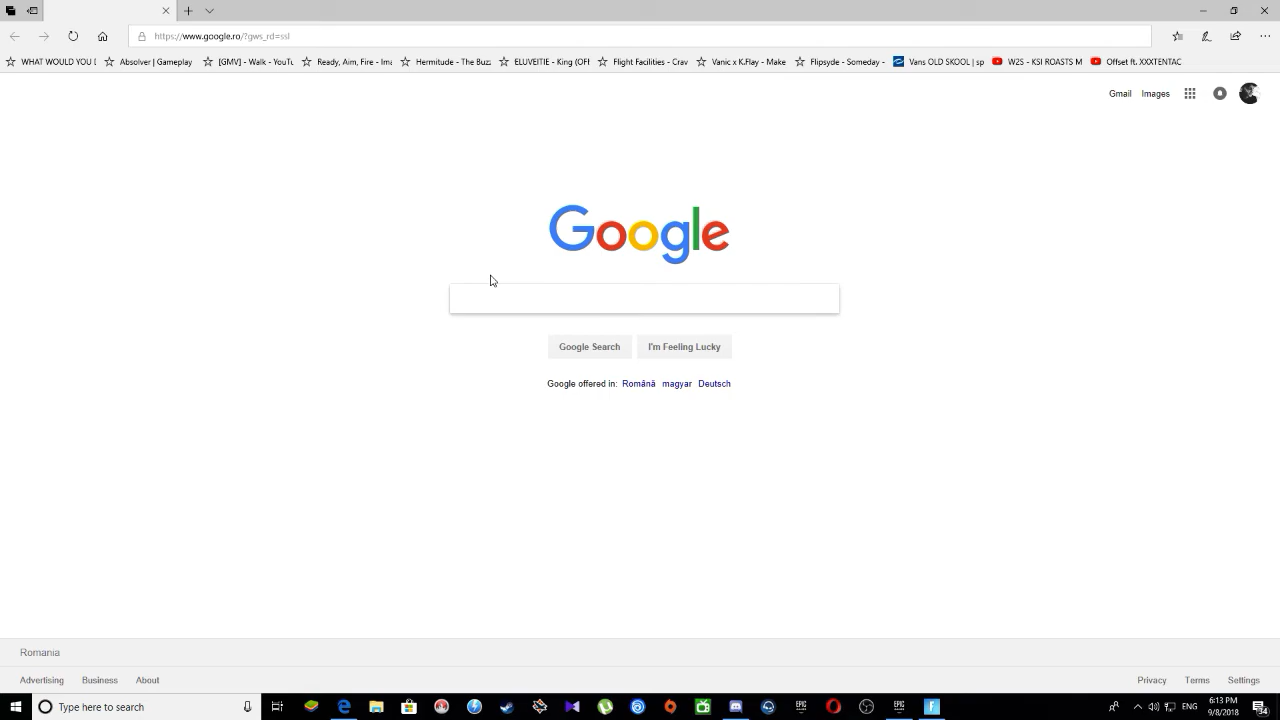 https://www.google.ro/?gws_rd=ssl
WHAT WOULD YOU Absolver | Gameplay [GMV] - Walk - YouTu Ready, Aim, Fire - Ima Hermitude - The Buzz ELUVEITIE - King (OFF Flight Facilities - Crav Vanic x K.Flay - Make Flipsyde - Someday - Vans OLD SKOOL | sp W2S - KSI ROASTS M Offset ft. XXXTENTAC
Gmail Images
Google
Google Search I'm Feeling Lucky
Google offered in: Română magyar Deutsch
Romania
Advertising Business About Privacy Terms Settings
Type here to search ENG 6:13 PM
9/8/2018